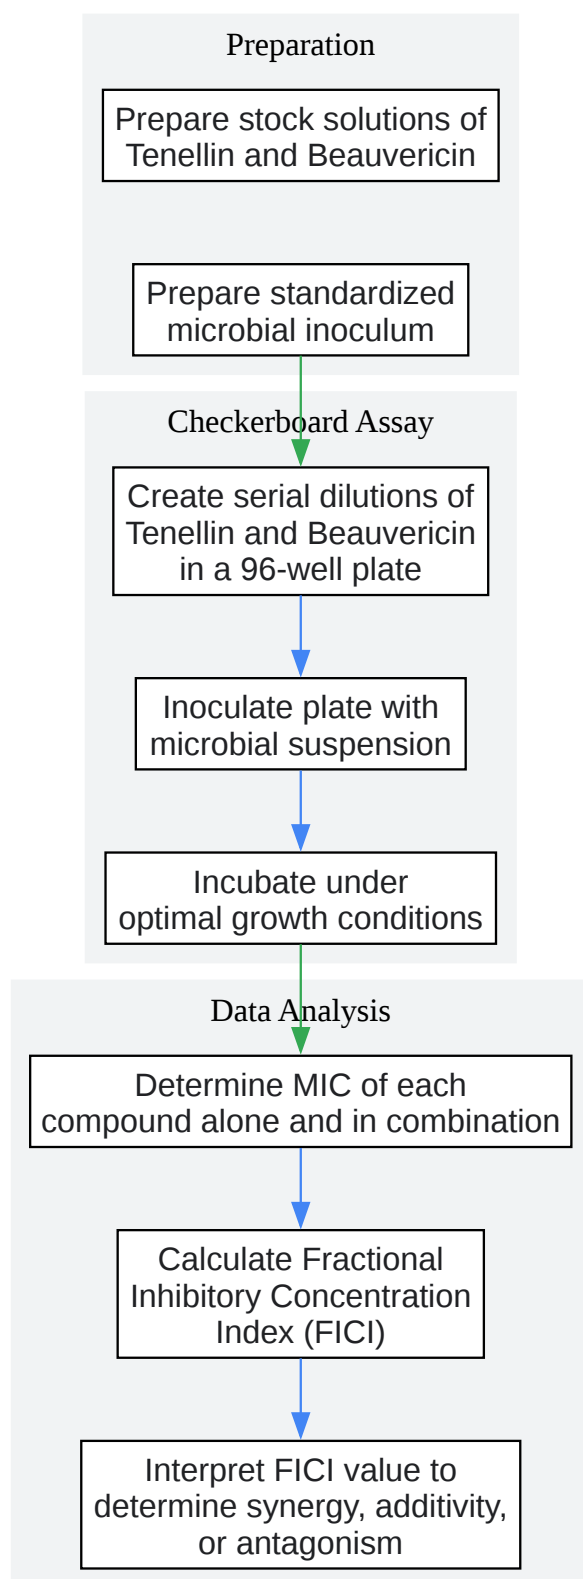 Preparation
Prepare stock solutions of
Tenellin and Beauvericin
Prepare standardized
microbial inoculum
Checkerboard Assay
Create serial dilutions of
Tenellin and Beauvericin
in a 96-well plate
Inoculate plate with
microbial suspension
Incubate under
optimal growth conditions
Data Analysis
Determine MIC of each
compound alone and in combination
Calculate Fractional
Inhibitory Concentration
Index (FICI)
Interpret FICI value to
determine synergy, additivity,
or antagonism